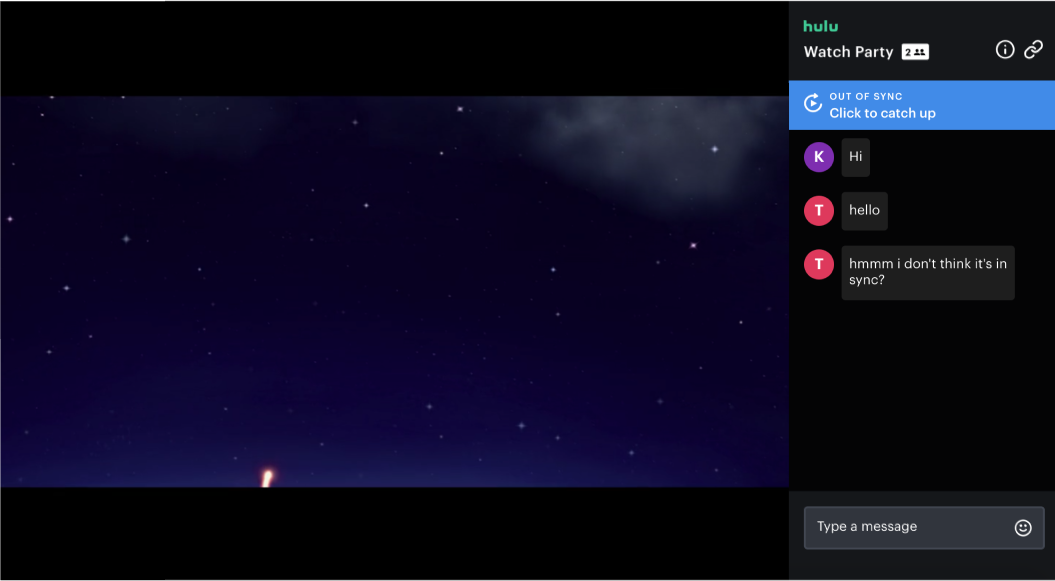 hulu
Watch Party 2
OUT OF SYNC
Click to catch up
K Hi
T hello
T hmmm i don't think it's in
sync?
Type a message